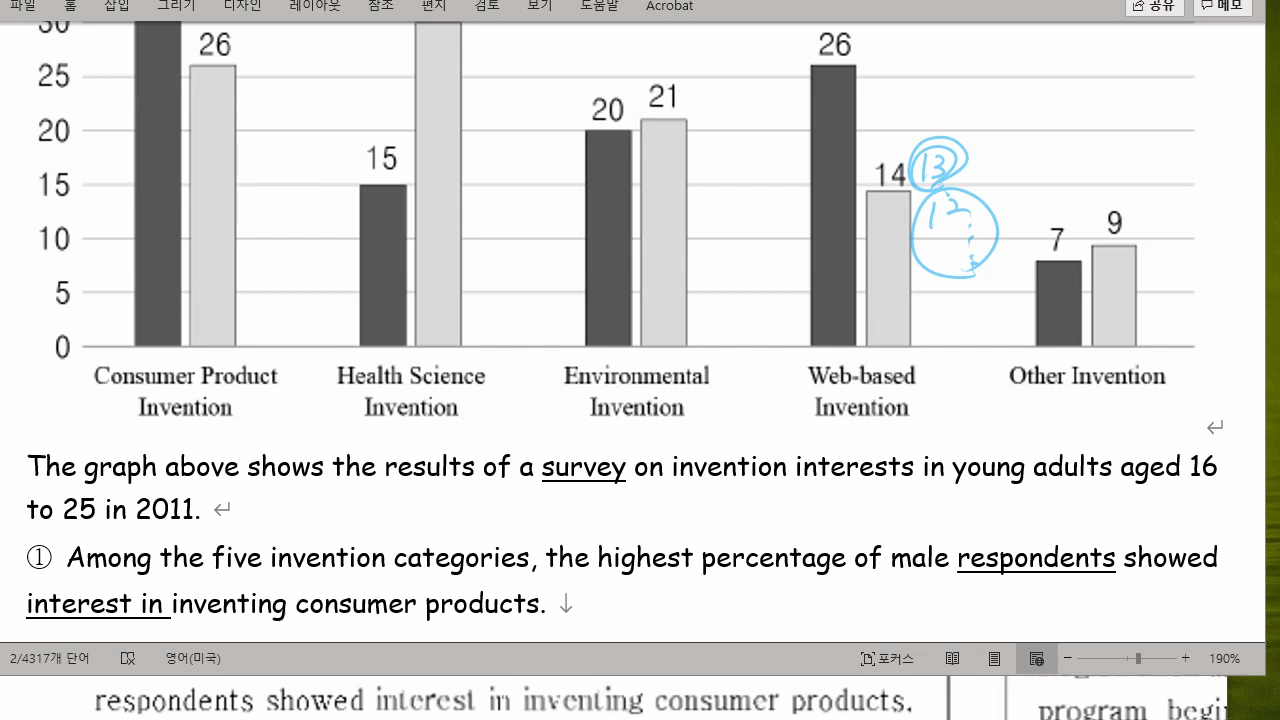 파일 홈 삽입 그리기 디자인 레이아웃 참조 편지 검토 보기 도움말 Acrobat 공유 메모
30
26 26
25
20 21
20
15 14 13
15
12
10 7 9
5
0
Consumer Product Health Science Environmental Web-based Other Invention
Invention Invention Invention Invention
The graph above shows the results of a survey on invention interests in young adults aged 16
to 25 in 2011.
① Among the five invention categories, the highest percentage of male respondents showed
interest in inventing consumer products.
2/4317개 단어 영어(미국) 포커스 190%
respondents showed interest in inventing consumer products.
program begin